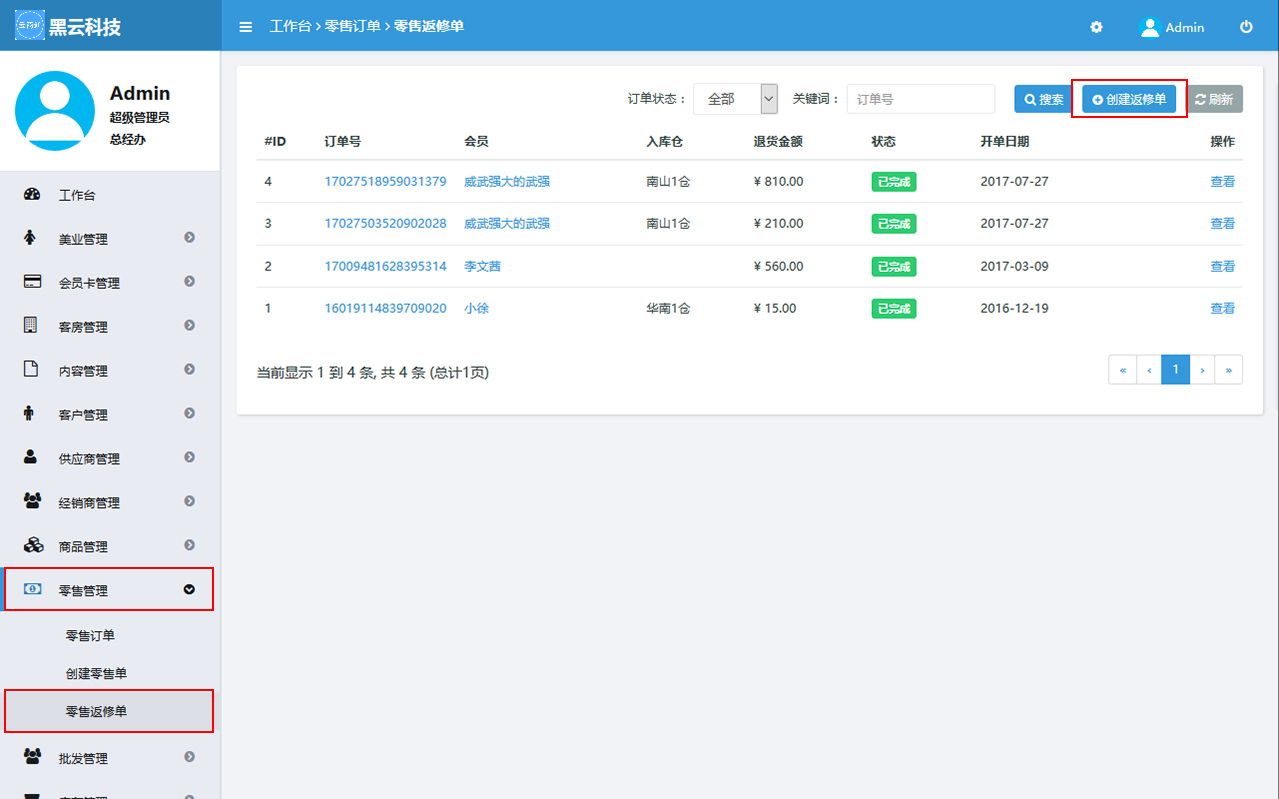 黑云科技
工作台 > 零售订单 > 零售返修单
Admin
Admin
超级管理员
总经办
工作台
美业管理
会员卡管理
客房管理
内容管理
客户管理
供应商管理
经销商管理
商品管理
零售管理
零售订单
创建零售单
零售返修单
批发管理
订单状态： 全部 关键词： 订单号 搜索 创建返修单 刷新
#ID 订单号 会员 入库仓 退货金额 状态 开单日期 操作
4 17027518959031379 威武强大的武强 南山1仓 ¥ 810.00 已完成 2017-07-27 查看
3 17027503520902028 威武强大的武强 南山1仓 ¥ 210.00 已完成 2017-07-27 查看
2 17009481628395314 李文茜 ¥ 560.00 已完成 2017-03-09 查看
1 16019114839709020 小徐 华南1仓 ¥ 15.00 已完成 2016-12-19 查看
当前显示 1 到 4 条, 共 4 条 (总计1页)
« ‹ 1 › »